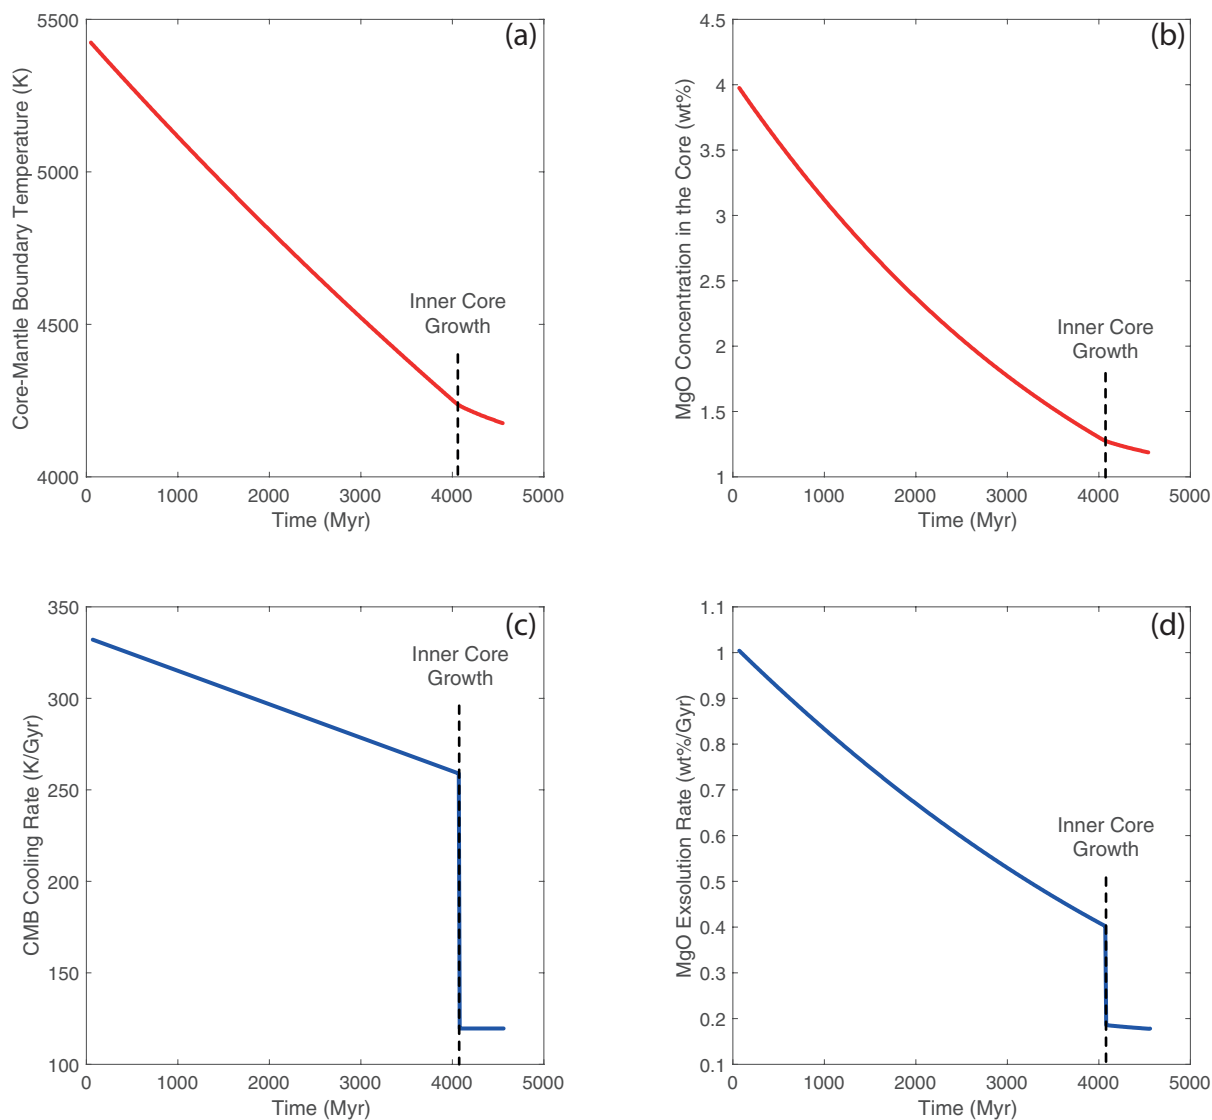 (a)
Core-Mantle Boundary Temperature (K)
5500
5000
4500
4000
Inner Core
Growth
0 1000 2000 3000 4000 5000
Time (Myr)
(b)
MgO Concentration in the Core (wt%)
4.5
4
3.5
3
2.5
2
1.5
1
Inner Core
Growth
0 1000 2000 3000 4000 5000
Time (Myr)
(c)
CMB Cooling Rate (K/Gyr)
350
300
250
200
150
100
Inner Core
Growth
0 1000 2000 3000 4000 5000
Time (Myr)
(d)
MgO Exsolution Rate (wt%/Gyr)
1.1
1
0.9
0.8
0.7
0.6
0.5
0.4
0.3
0.2
0.1
Inner Core
Growth
0 1000 2000 3000 4000 5000
Time (Myr)